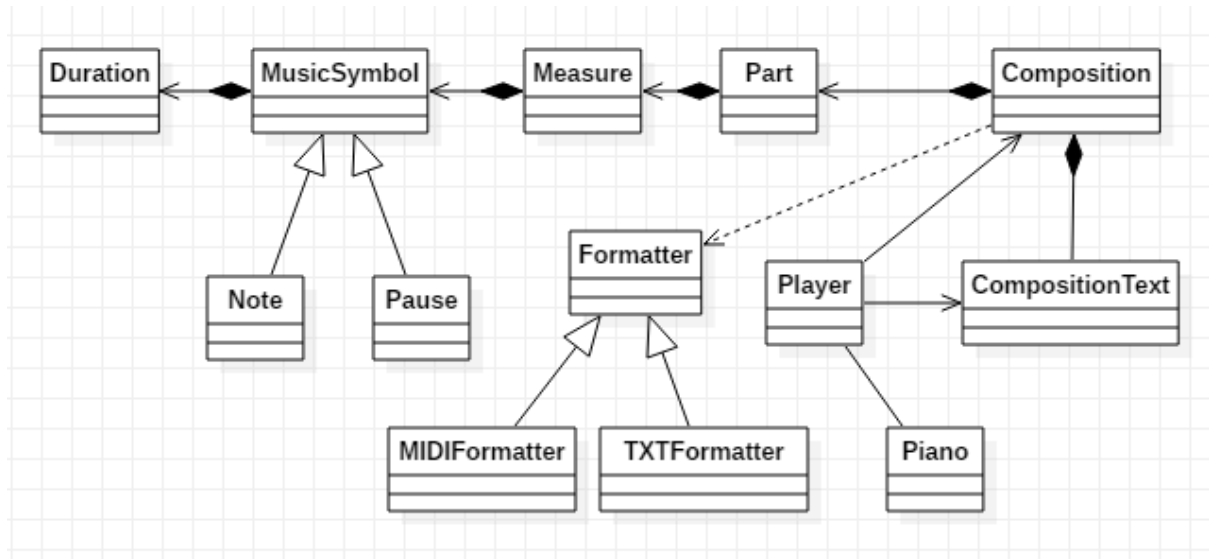 Duration
MusicSymbol
Measure
Part
Composition
Formatter
Player
CompositionText
Note
Pause
MIDIFormatter
TXTFormatter
Piano